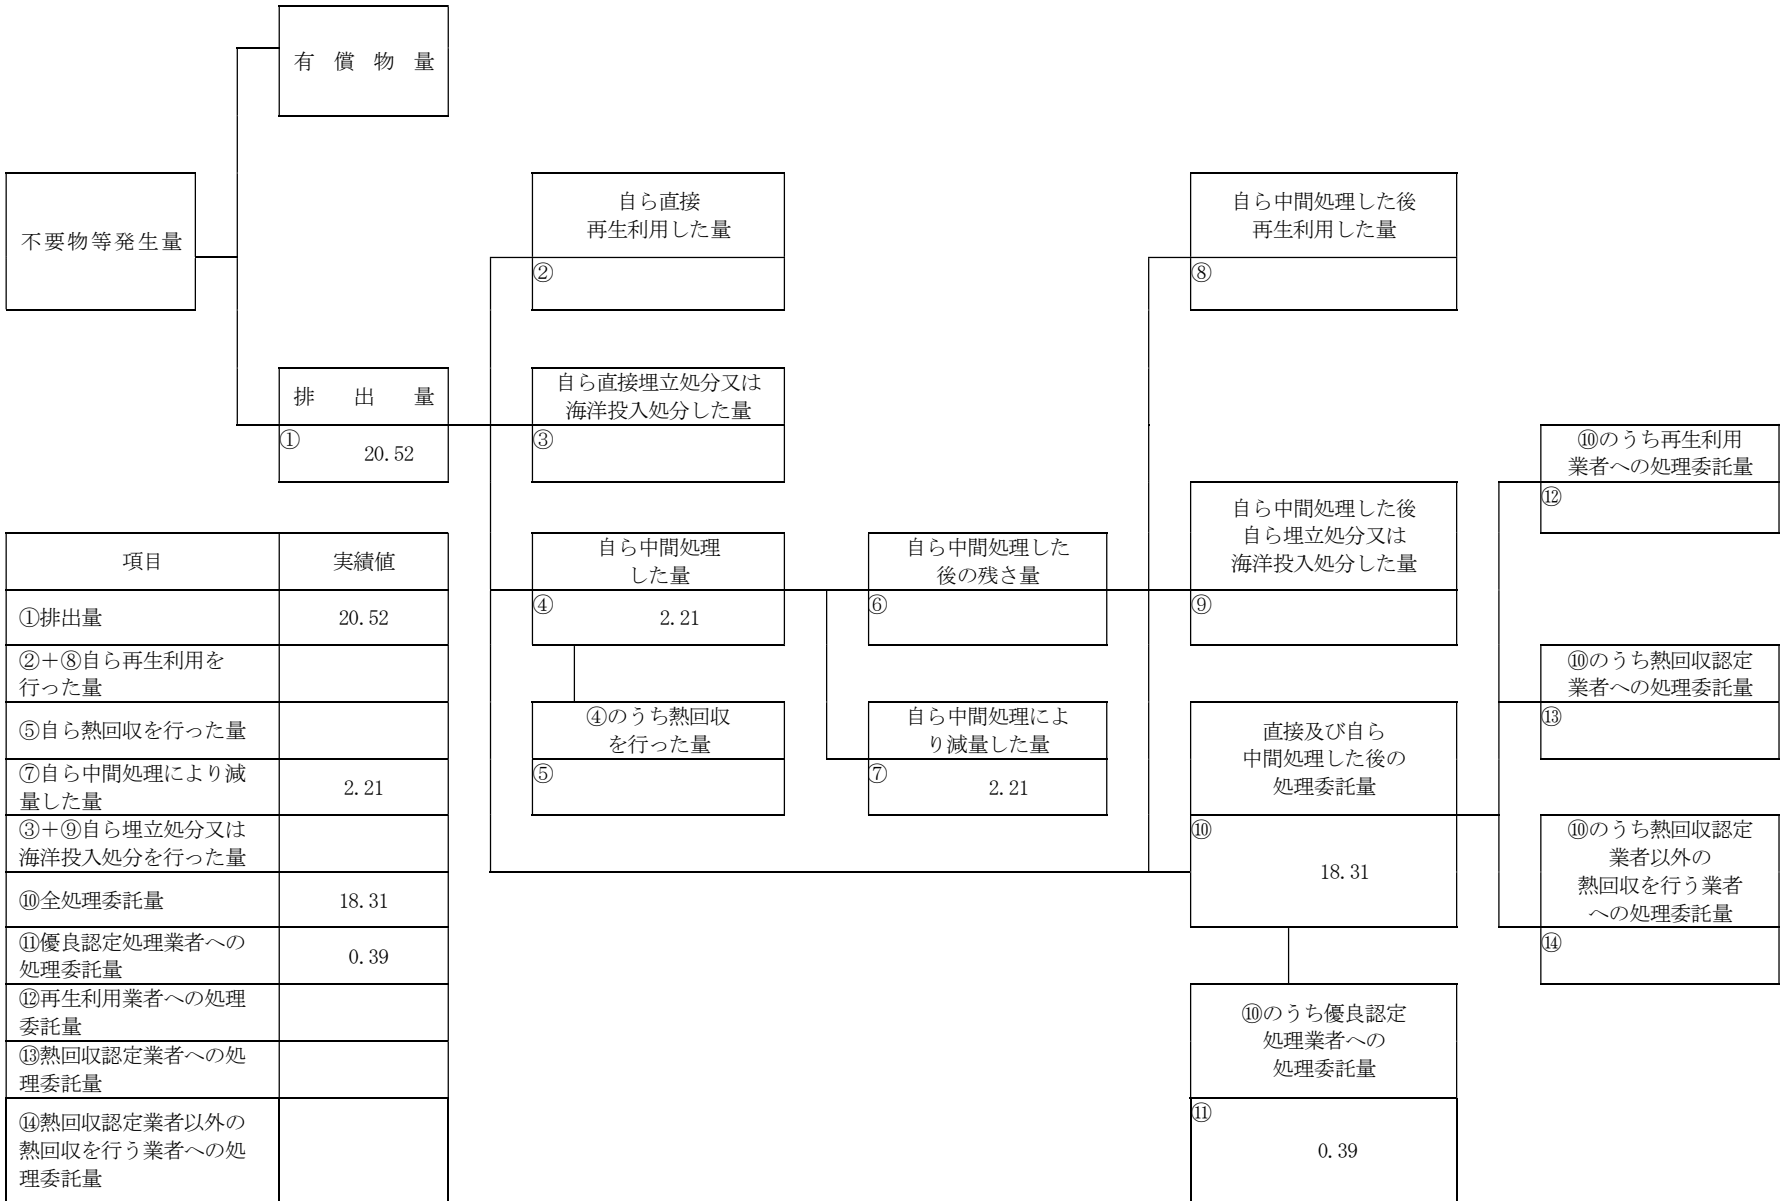 有　償　物　量
不要物等発生量
自ら直接
再生利用した量
②
自ら中間処理した後
再生利用した量
⑧
排　出　量
①
20.52
自ら直接埋立処分又は
海洋投入処分した量
③
⑩のうち再生利用
業者への処理委託量
⑫
自ら中間処理
した量
④
2.21
自ら中間処理した
後の残さ量
⑥
自ら中間処理した後
自ら埋立処分又は
海洋投入処分した量
⑨
⑩のうち熱回収認定
業者への処理委託量
⑬
④のうち熱回収
を行った量
⑤
自ら中間処理によ
り減量した量
⑦
2.21
直接及び自ら
中間処理した後の
処理委託量
⑩
18.31
⑩のうち熱回収認定
業者以外の
熱回収を行う業者
への処理委託量
⑭
⑩のうち優良認定
処理業者への
処理委託量
⑪
0.39
項目　実績値
①排出量　20.52
②＋⑧自ら再生利用を
行った量
⑤自ら熱回収を行った量
⑦自ら中間処理により減
量した量
2.21
③＋⑨自ら埋立処分又は
海洋投入処分を行った量
⑩全処理委託量　18.31
⑪優良認定処理業者への
処理委託量
0.39
⑫再生利用業者への処理
委託量
⑬熱回収認定業者への処
理委託量
⑭熱回収認定業者以外の
熱回収を行う業者への処
理委託量